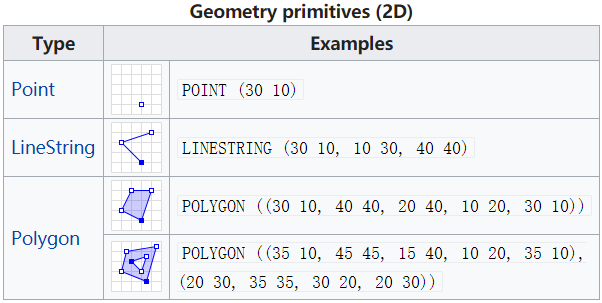 Geometry primitives (2D)
Type Examples
Point POINT (30 10)
LineString LINESTRING (30 10, 10 30, 40 40)
Polygon
POLYGON ((30 10, 40 40, 20 40, 10 20, 30 10))
POLYGON ((35 10, 45 45, 15 40, 10 20, 35 10),
(20 30, 35 35, 30 20, 20 30))